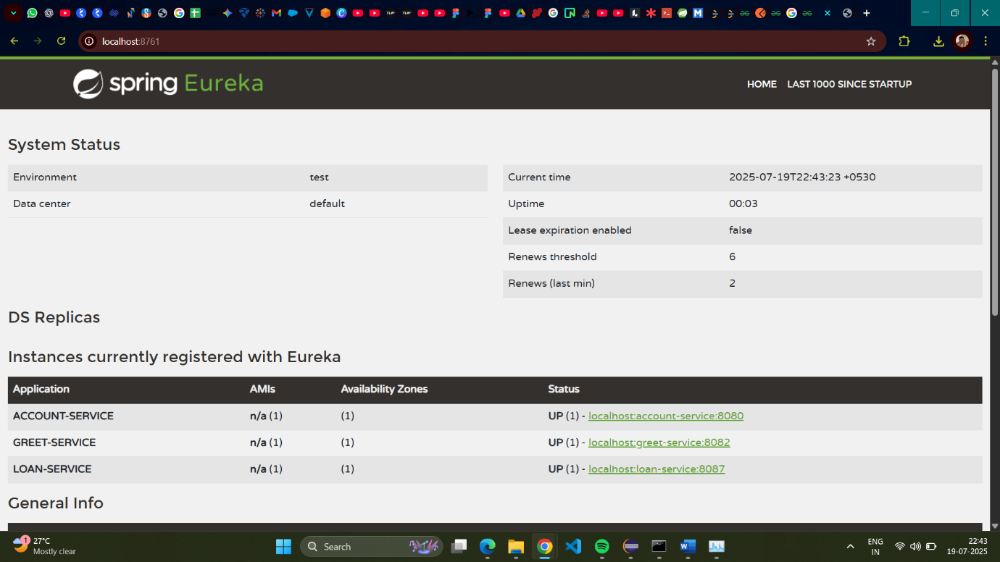 localhost:8761
spring Eureka
HOME LAST 1000 SINCE STARTUP
System Status
Environment test
Data center default
Current time 2025-07-19T22:43:23 +0530
Uptime 00:03
Lease expiration enabled false
Renews threshold 6
Renews (last min) 2
DS Replicas
Instances currently registered with Eureka
Application AMIs Availability Zones Status
ACCOUNT-SERVICE n/a (1) (1) UP (1) - localhost:account-service:8080
GREET-SERVICE n/a (1) (1) UP (1) - localhost:greet-service:8082
LOAN-SERVICE n/a (1) (1) UP (1) - localhost:loan-service:8087
General Info
1
27°C
Mostly clear
Search
ENG
IN
22:43
19-07-2025